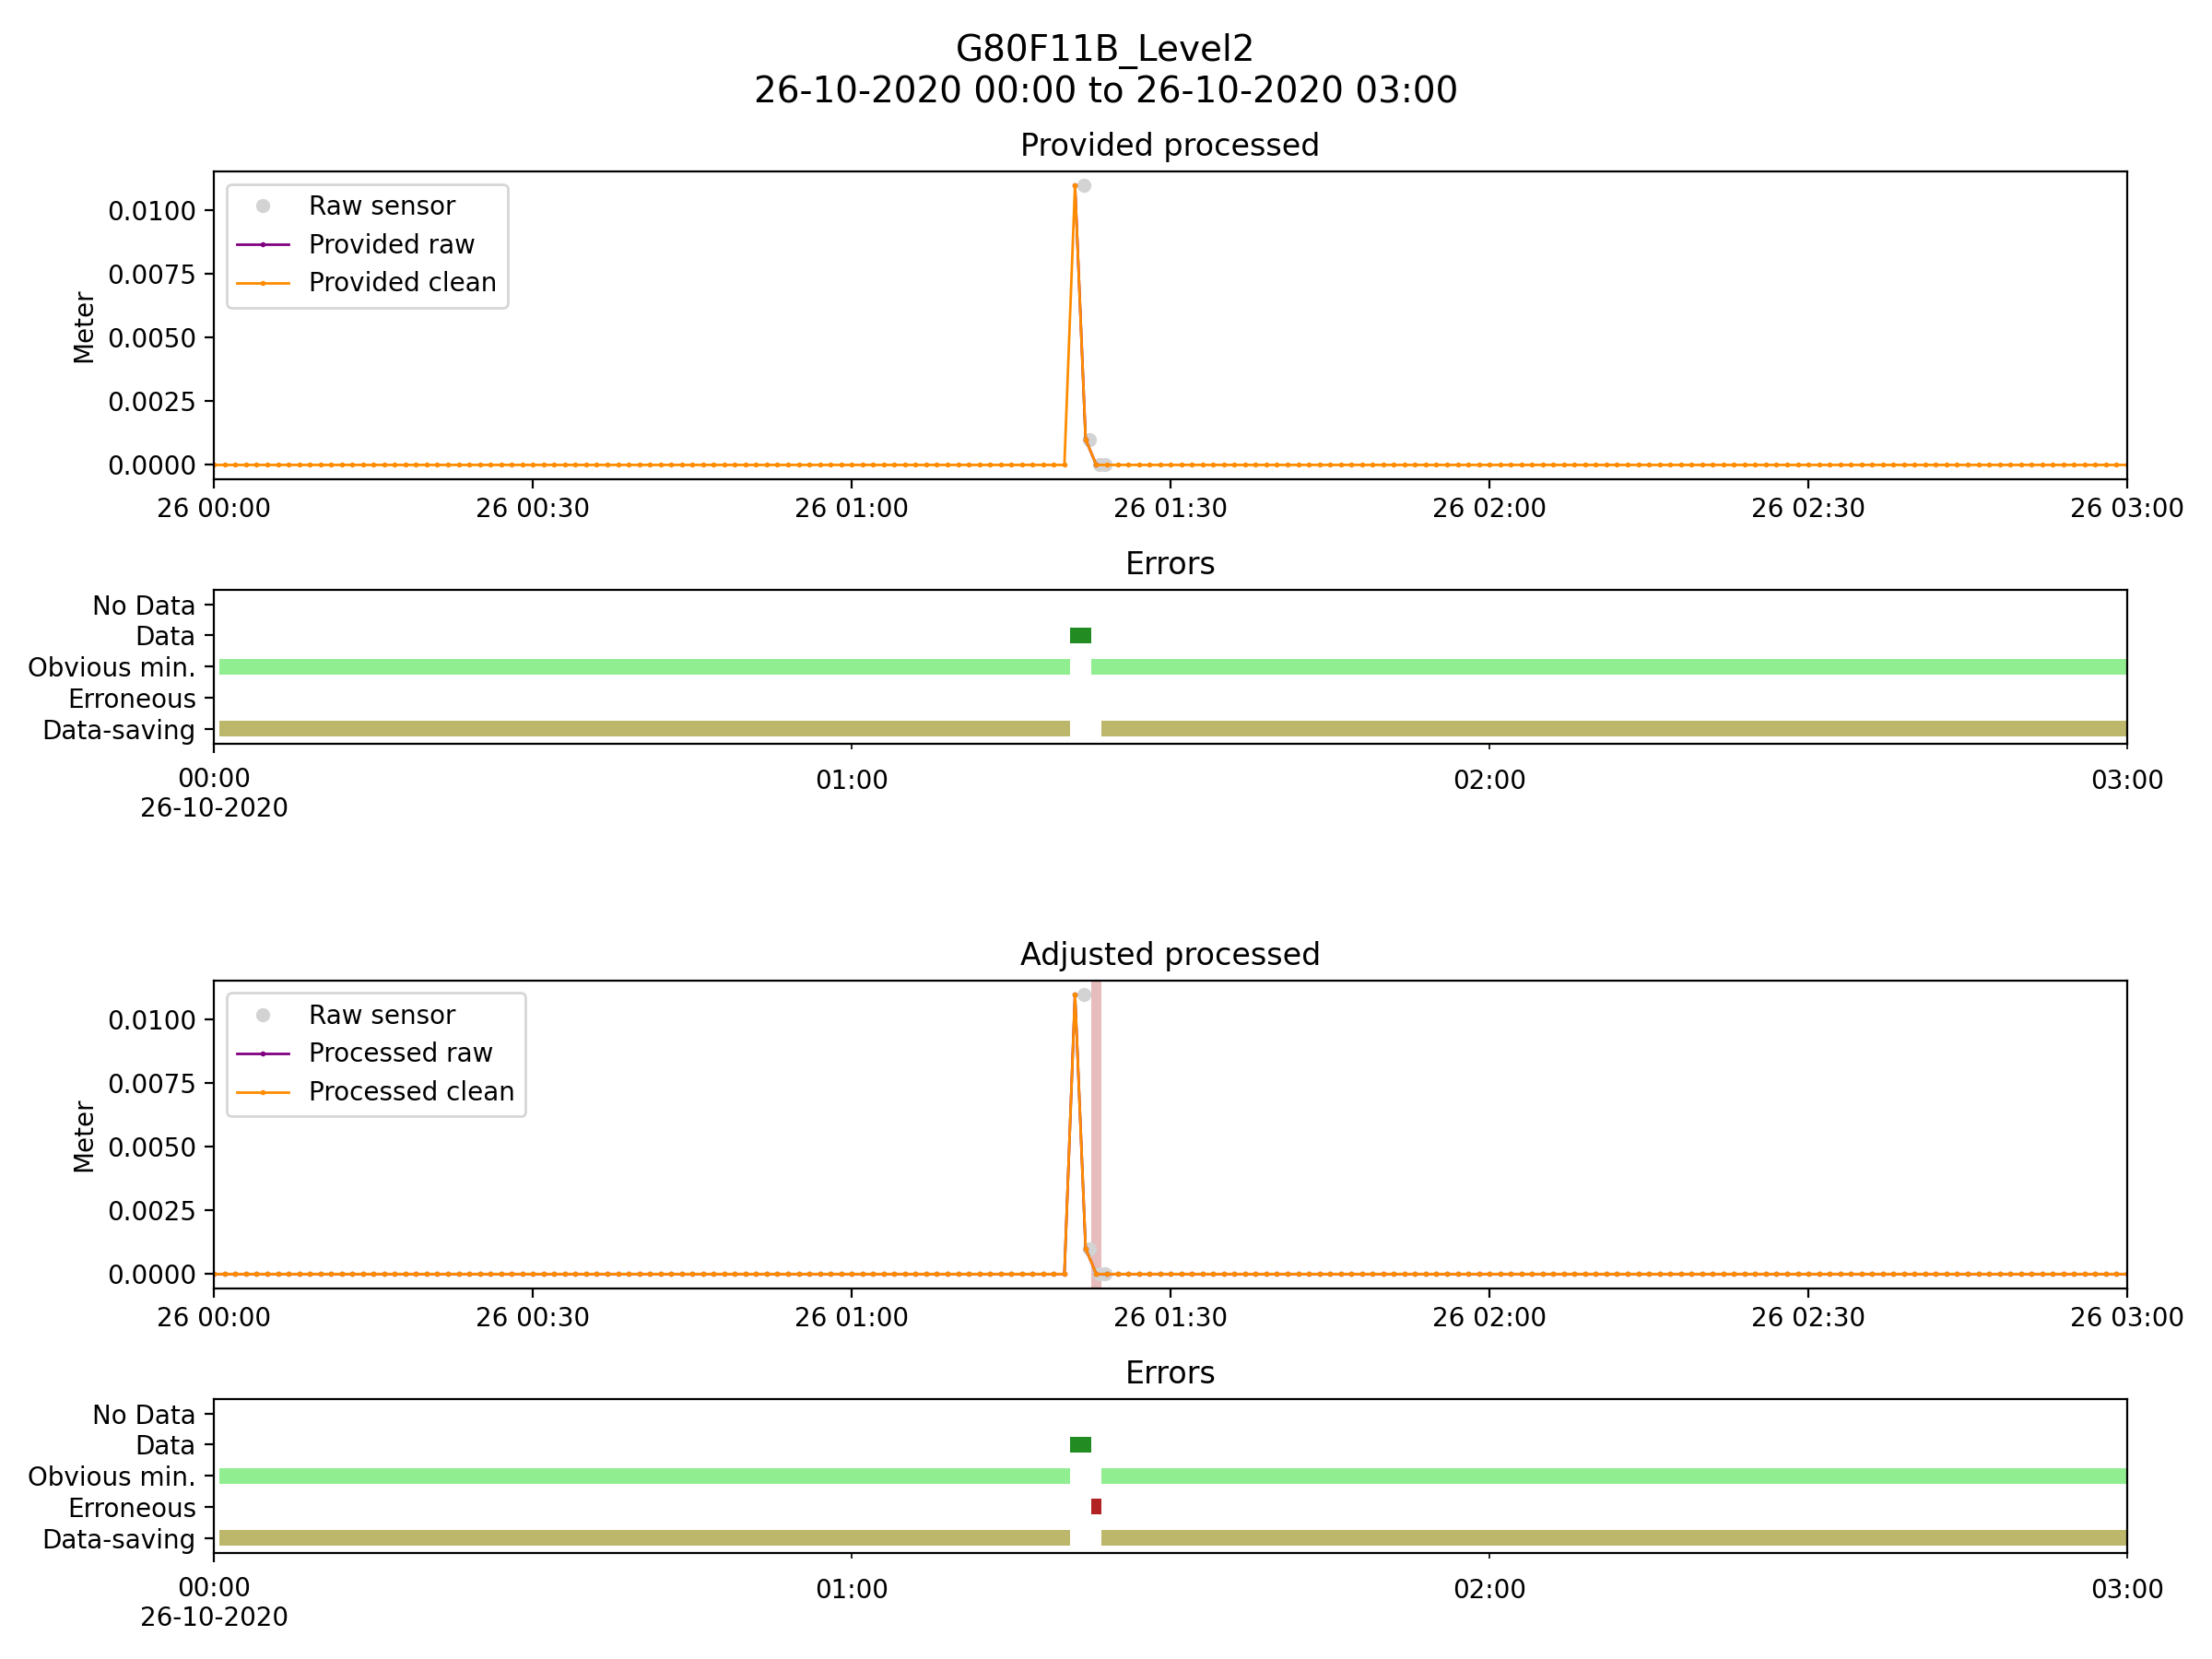 G80F11B_Level2
26-10-2020 00:00 to 26-10-2020 03:00
Provided processed
Raw sensor
Provided raw
Provided clean
Meter
0.0100
0.0075
0.0050
0.0025
0.0000
26 00:00 26 00:30 26 01:00 26 01:30 26 02:00 26 02:30 26 03:00
Errors
No Data
Data
Obvious min.
Erroneous
Data-saving
00:00 01:00 02:00 03:00
26-10-2020
Adjusted processed
Raw sensor
Processed raw
Processed clean
Meter
0.0100
0.0075
0.0050
0.0025
0.0000
26 00:00 26 00:30 26 01:00 26 01:30 26 02:00 26 02:30 26 03:00
Errors
No Data
Data
Obvious min.
Erroneous
Data-saving
00:00 01:00 02:00 03:00
26-10-2020